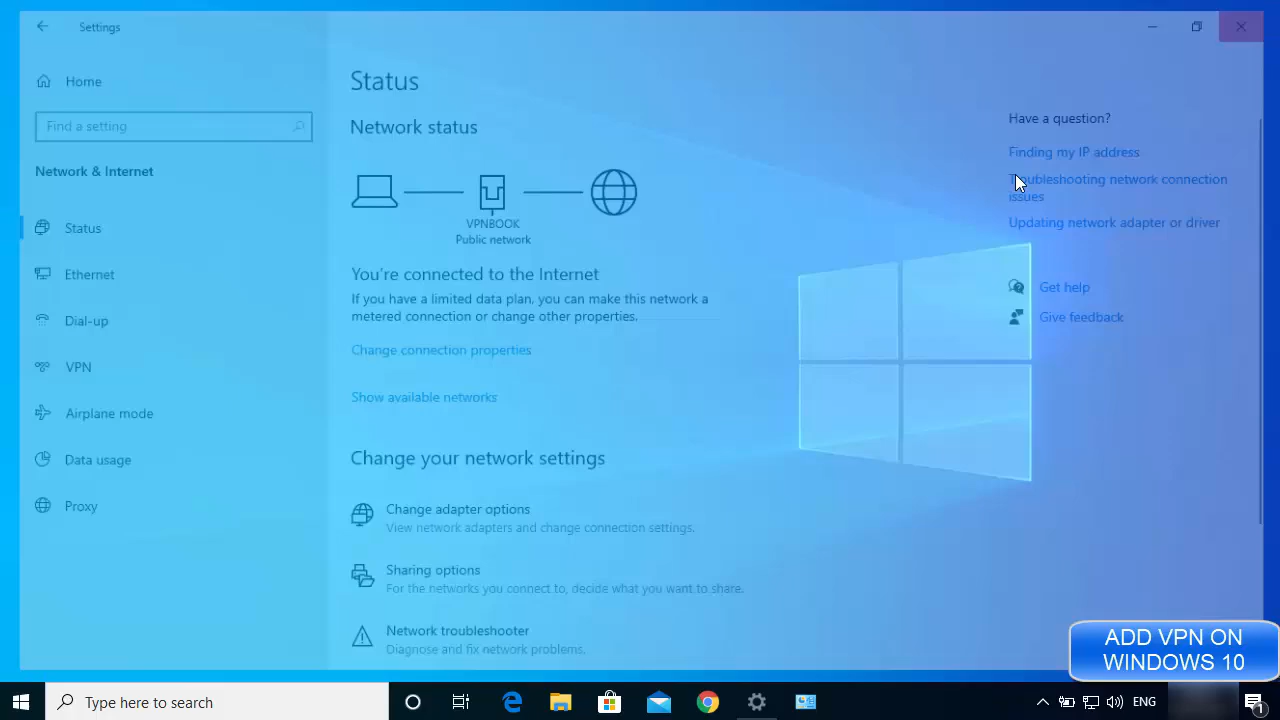 Settings
Home
Find a setting
Network & Internet
Status
Ethernet
Dial-up
VPN
Airplane mode
Data usage
Proxy
Status
Network status
VPNBOOK
Public network
You're connected to the Internet
If you have a limited data plan, you can make this network a
metered connection or change other properties.
Change connection properties
Show available networks
Change your network settings
Change adapter options
View network adapters and change connection settings.
Sharing options
For the networks you connect to, decide what you want to share.
Network troubleshooter
Diagnose and fix network problems.
Have a question?
Finding my IP address
Troubleshooting network connection
issues
Updating network adapter or driver
Get help
Give feedback
ADD VPN ON
WINDOWS 10
Type here to search
ENG
1